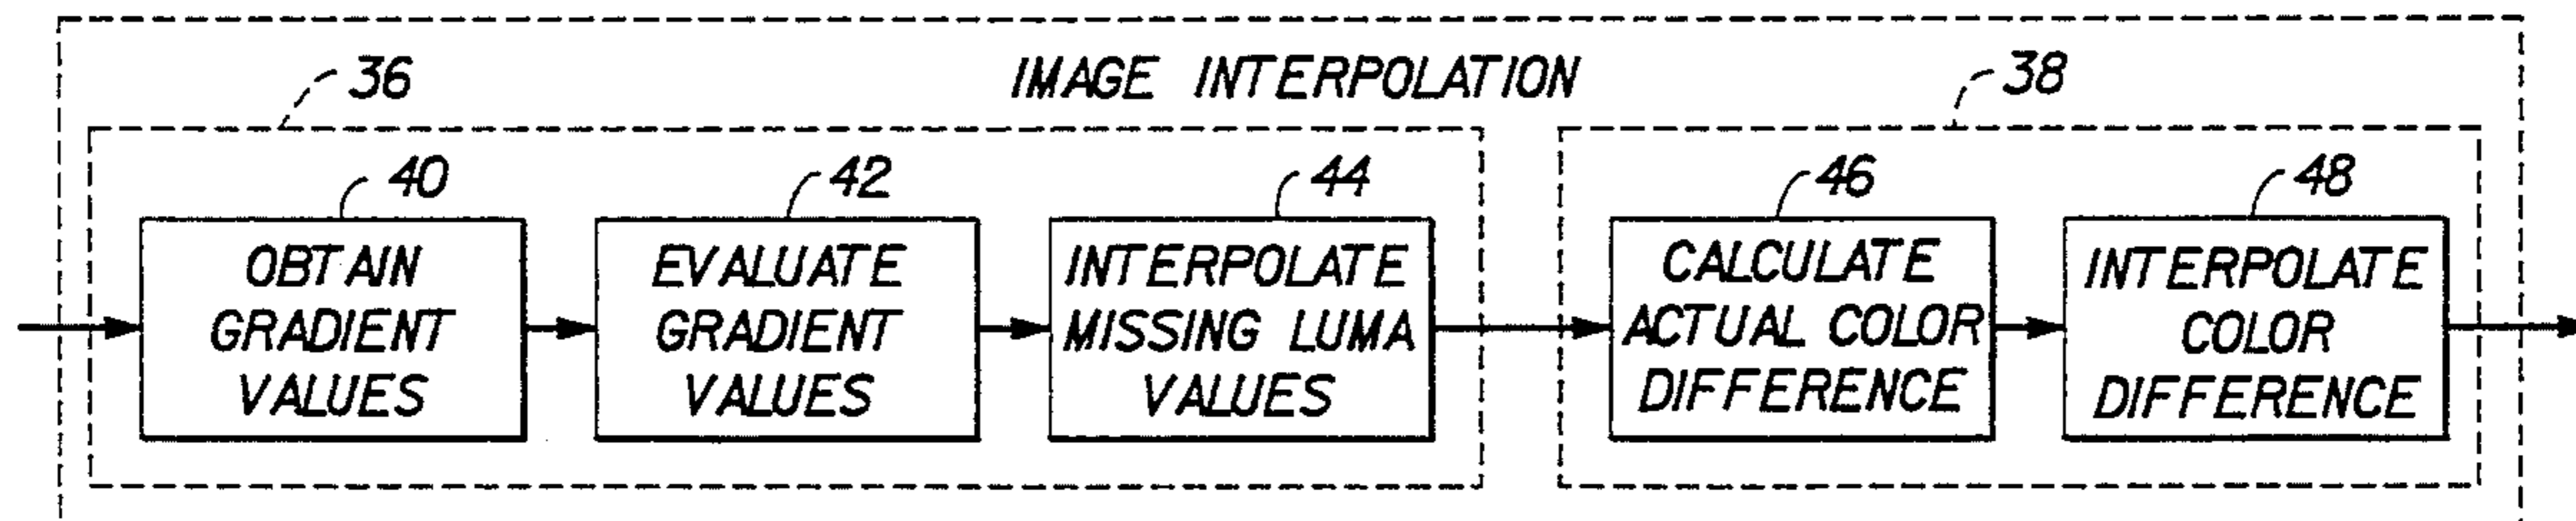 IMAGE INTERPOLATION
36
38
40
42
44
46
48
OBTAIN
GRADIENT
VALUES
EVALUATE
GRADIENT
VALUES
INTERPOLATE
MISSING LUMA
VALUES
CALCULATE
ACTUAL COLOR
DIFFERENCE
INTERPOLATE
COLOR
DIFFERENCE